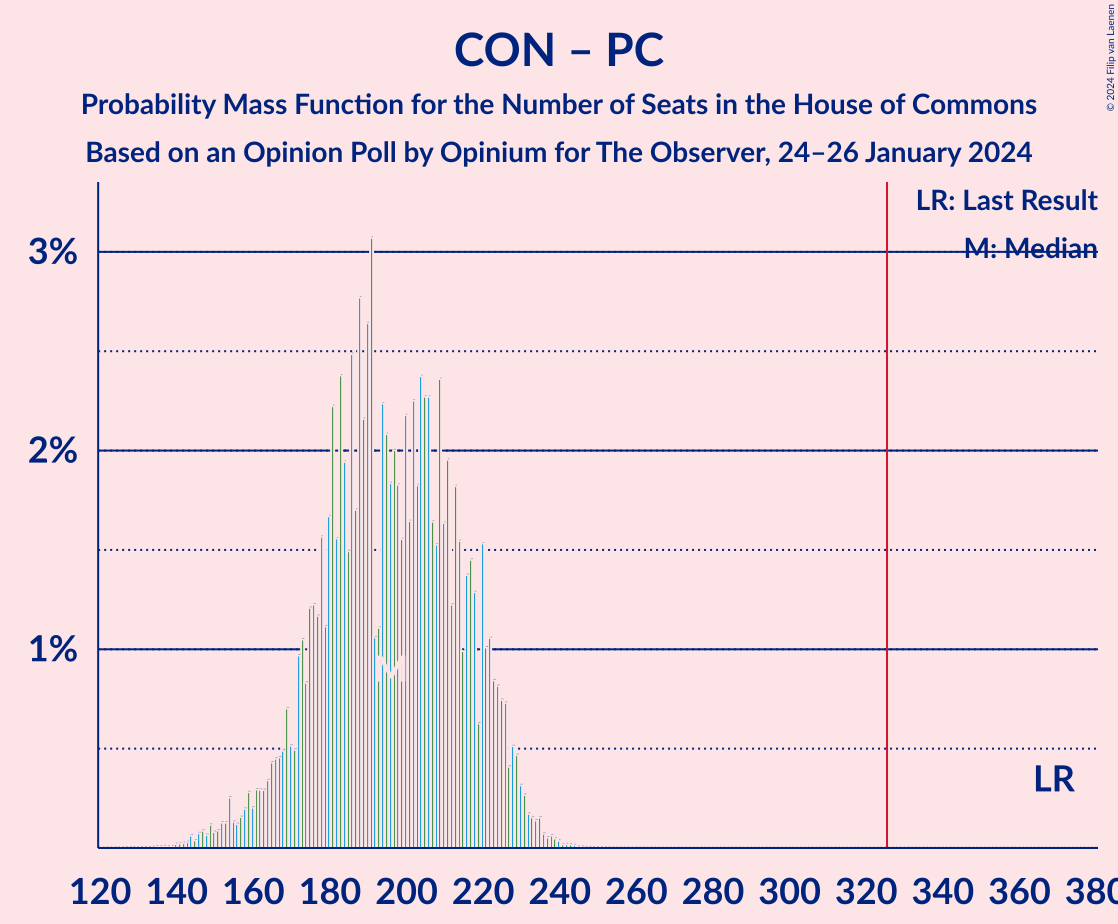 CON – PC
Probability Mass Function for the Number of Seats in the House of Commons
Based on an Opinion Poll by Opinium for The Observer, 24–26 January 2024
© 2024 Filip van Laenen
LR: Last Result
M: Median
3%
2%
1%
M
LR
120 140 160 180 200 220 240 260 280 300 320 340 360 380